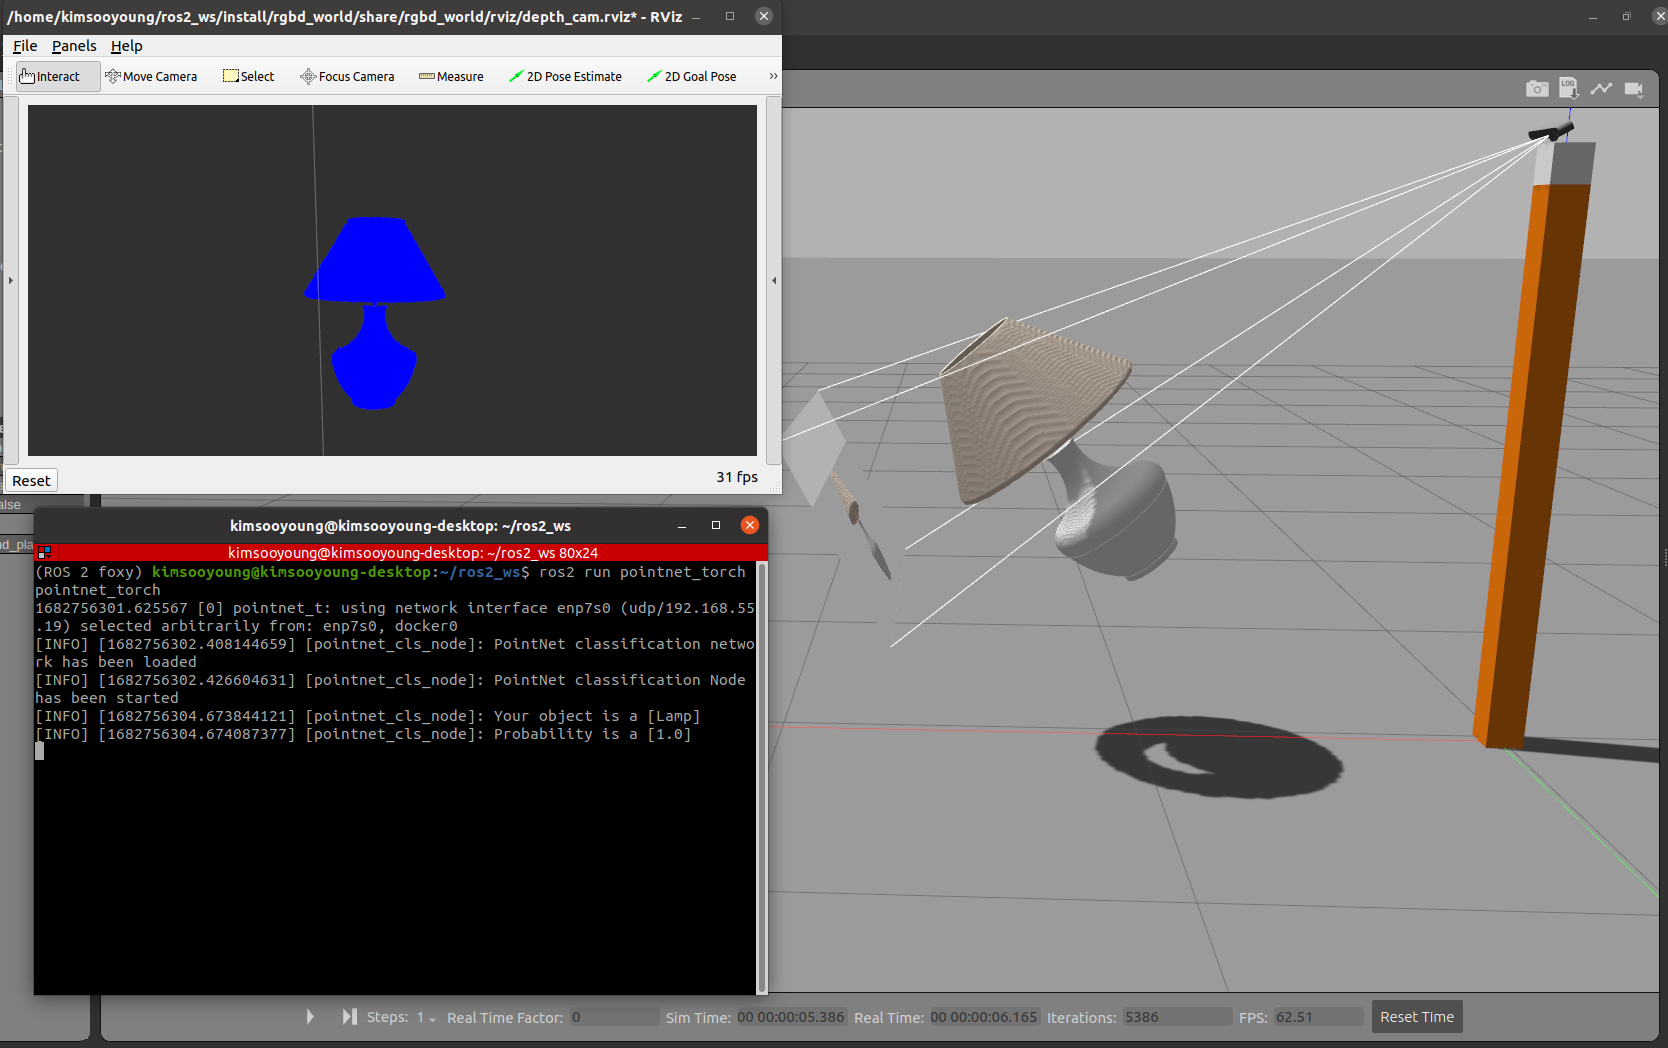 /home/kimsooyoung/ros2_ws/install/rgbd_world/share/rgbd_world/rviz/depth_cam.rviz* - RViz
File Panels Help
Interact Move Camera Select Focus Camera Measure 2D Pose Estimate 2D Goal Pose »
LOG
Reset 31 fps
alse
nd_pla
kimsooyoung@kimsooyoung-desktop: ~/ros2_ws
kimsooyoung@kimsooyoung-desktop: ~/ros2_ws 80x24
(ROS 2 foxy) kimsooyoung@kimsooyoung-desktop:~/ros2_ws$ ros2 run pointnet_torch
pointnet_torch
1682756301.625567 [0] pointnet_t: using network interface enp7s0 (udp/192.168.55
.19) selected arbitrarily from: enp7s0, docker0
[INFO] [1682756302.408144659] [pointnet_cls_node]: PointNet classification netwo
rk has been loaded
[INFO] [1682756302.426604631] [pointnet_cls_node]: PointNet classification Node
has been started
[INFO] [1682756304.673844121] [pointnet_cls_node]: Your object is a [Lamp]
[INFO] [1682756304.674087377] [pointnet_cls_node]: Probability is a [1.0]
Steps: 1 Real Time Factor: 0 Sim Time: 00 00:00:05.386 Real Time: 00 00:00:06.165 Iterations: 5386 FPS: 62.51 Reset Time